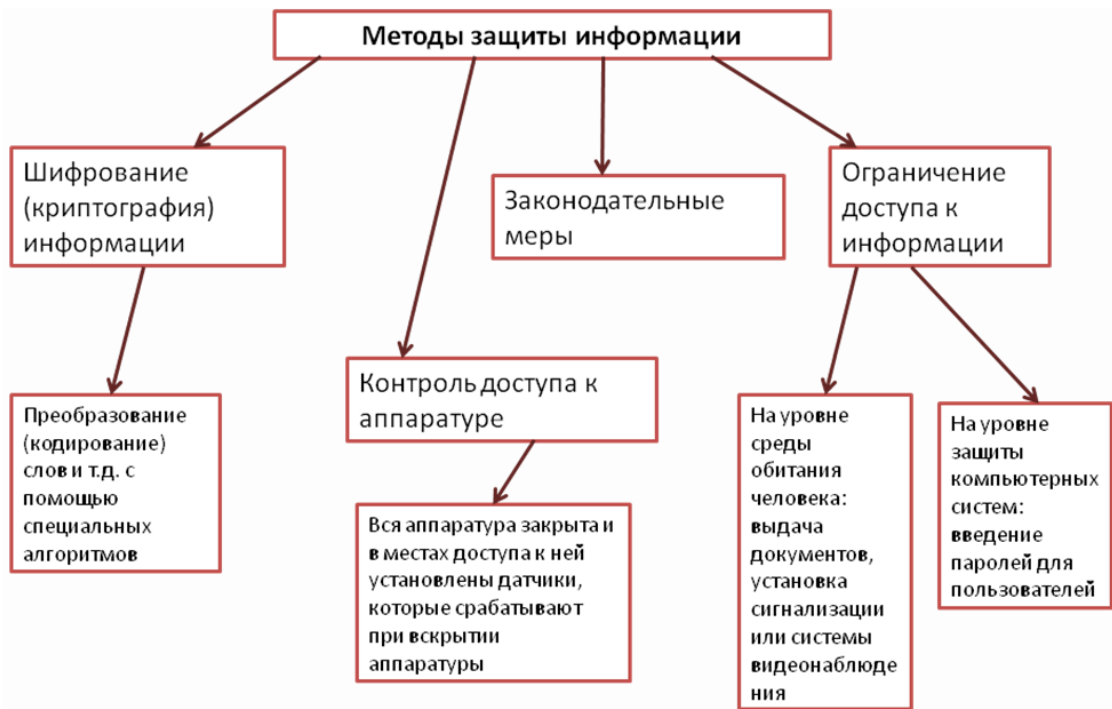 Методы защиты информации
Шифрование
(криптография)
информации
Законодательные
меры
Ограничение
доступа к
информации
Контроль доступа к
аппаратуре
Преобразование
(кодирование)
слов и т.д. с
помощью
специальных
алгоритмов
Вся аппаратура закрыта и
в местах доступа к ней
установлены датчики,
которые срабатывают
при вскрытии
аппаратуры
На уровне
среды
обитания
человека:
выдача
документов,
установка
сигнализации
или системы
видеонаблюде
ния
На уровне
защиты
компьютерных
систем:
введение
паролей для
пользователей